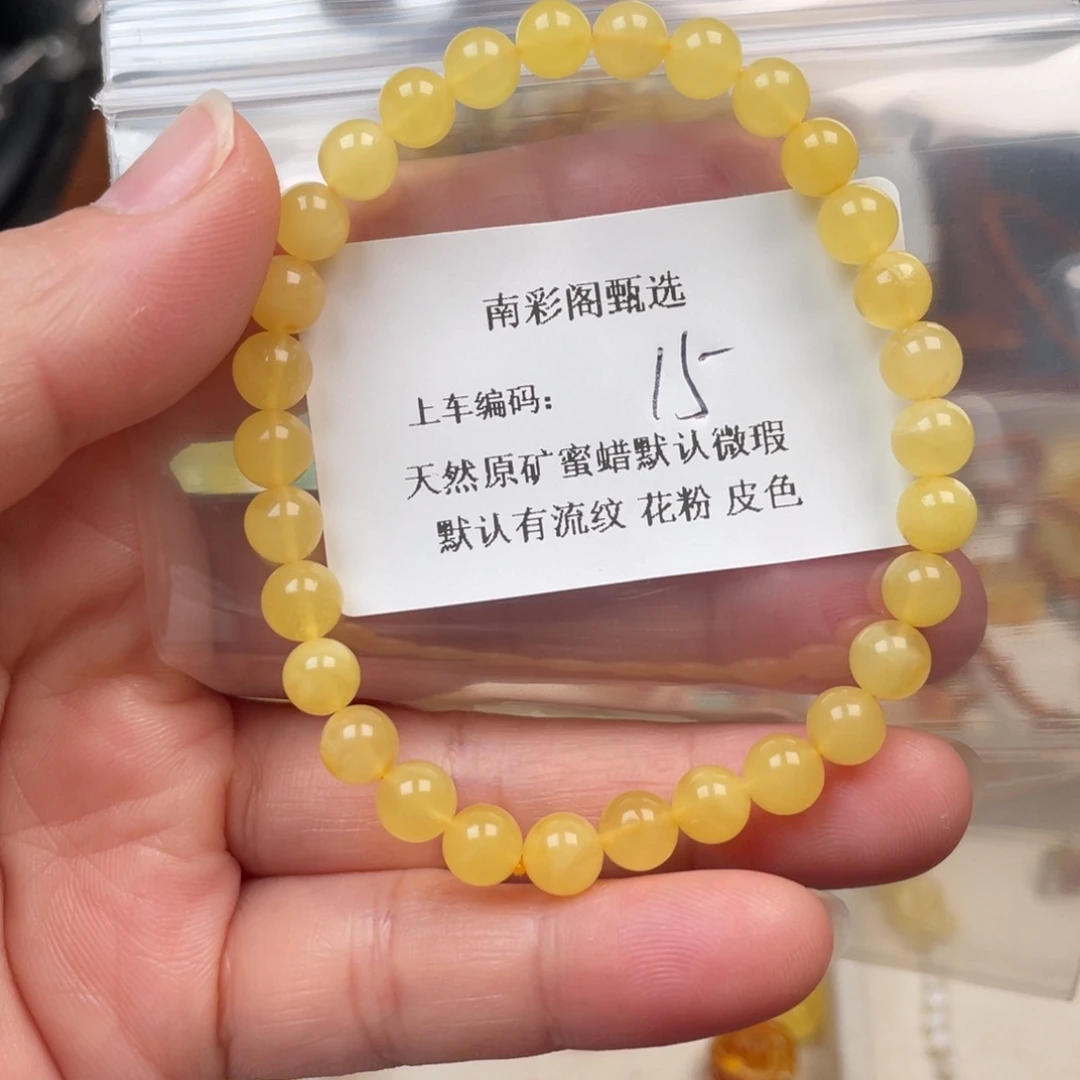 南彩阁甄选
上车编码: 15
天然原矿蜜蜡默认微瑕
默认有流纹 花粉 皮色